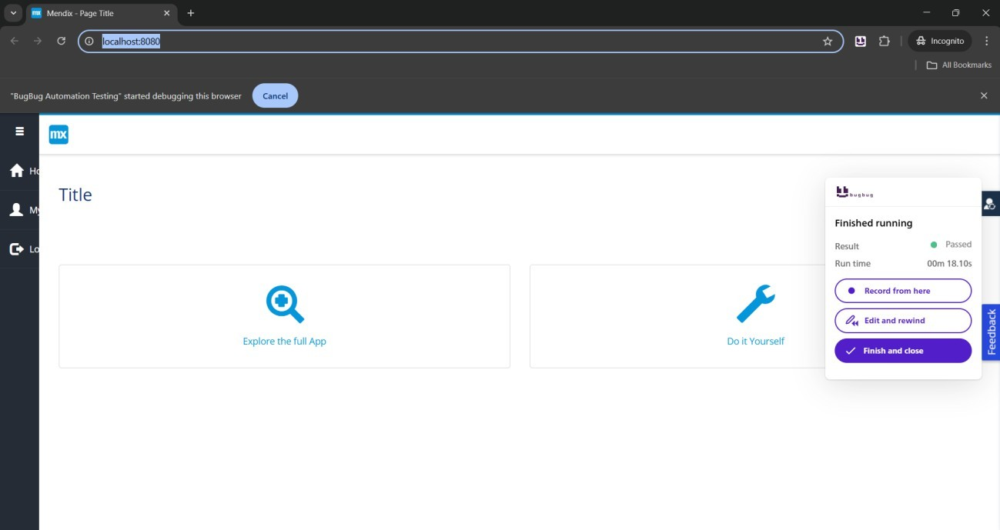 mx Mendix - Page Title
localhost:8080
Incognito
All Bookmarks
"BugBug Automation Testing" started debugging this browser
Cancel
mx
Ho
My
Lo
Title
Explore the full App
Do it Yourself
bugbug
Finished running
Result Passed
Run time 00m 18.10s
Record from here
Edit and rewind
Finish and close
Feedback